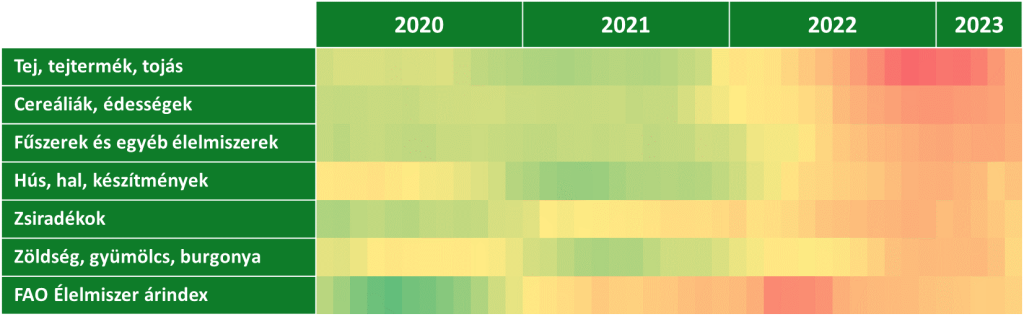 2020 2021 2022 2023
Tej, tejtermék, tojás
Cereáliák, édességek
Fűszerek és egyéb élelmiszerek
Hús, hal, készítmények
Zsiradékok
Zöldség, gyümölcs, burgonya
FAO Élelmiszer árindex